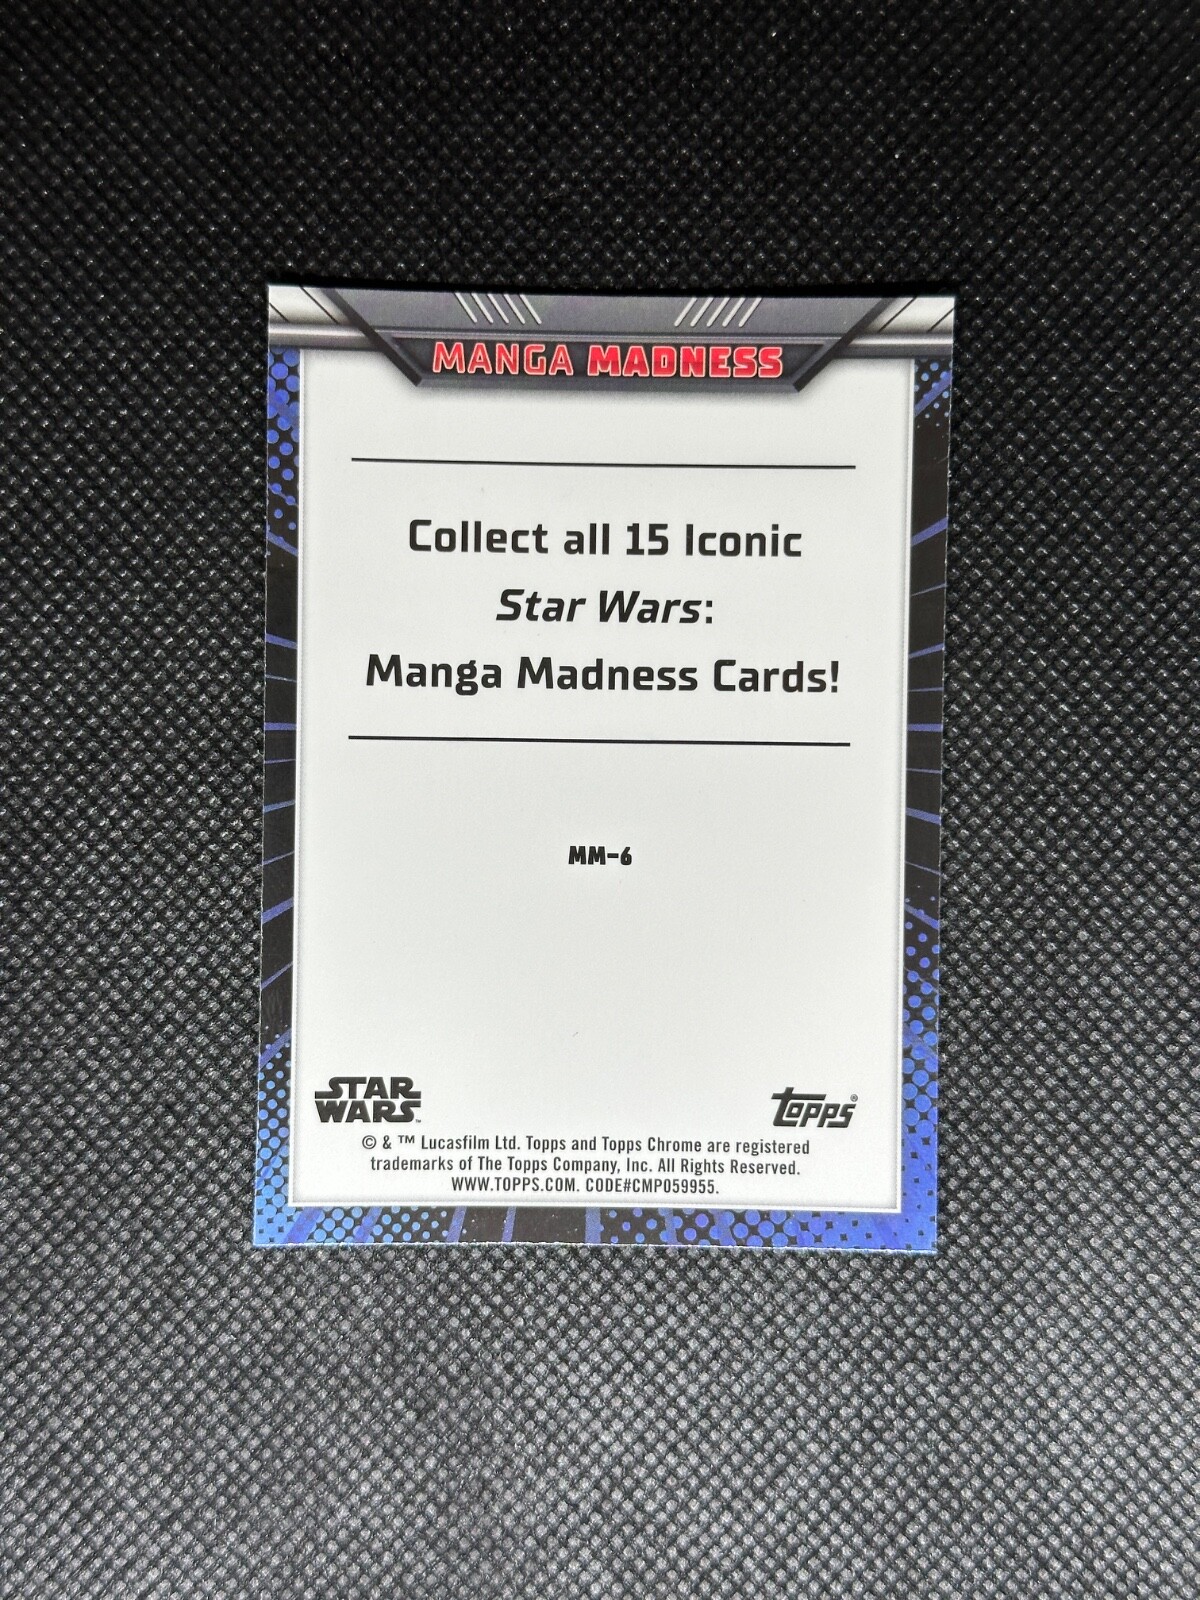 MANGA MADNESS
Collect all 15 Iconic
Star Wars:
Manga Madness Cards!
MM-6
STAR
WARS™
topps®
© & ™ Lucasfilm Ltd. Topps and Topps Chrome are registered
trademarks of The Topps Company, Inc. All Rights Reserved.
WWW.TOPPS.COM. CODE#CMP059955.